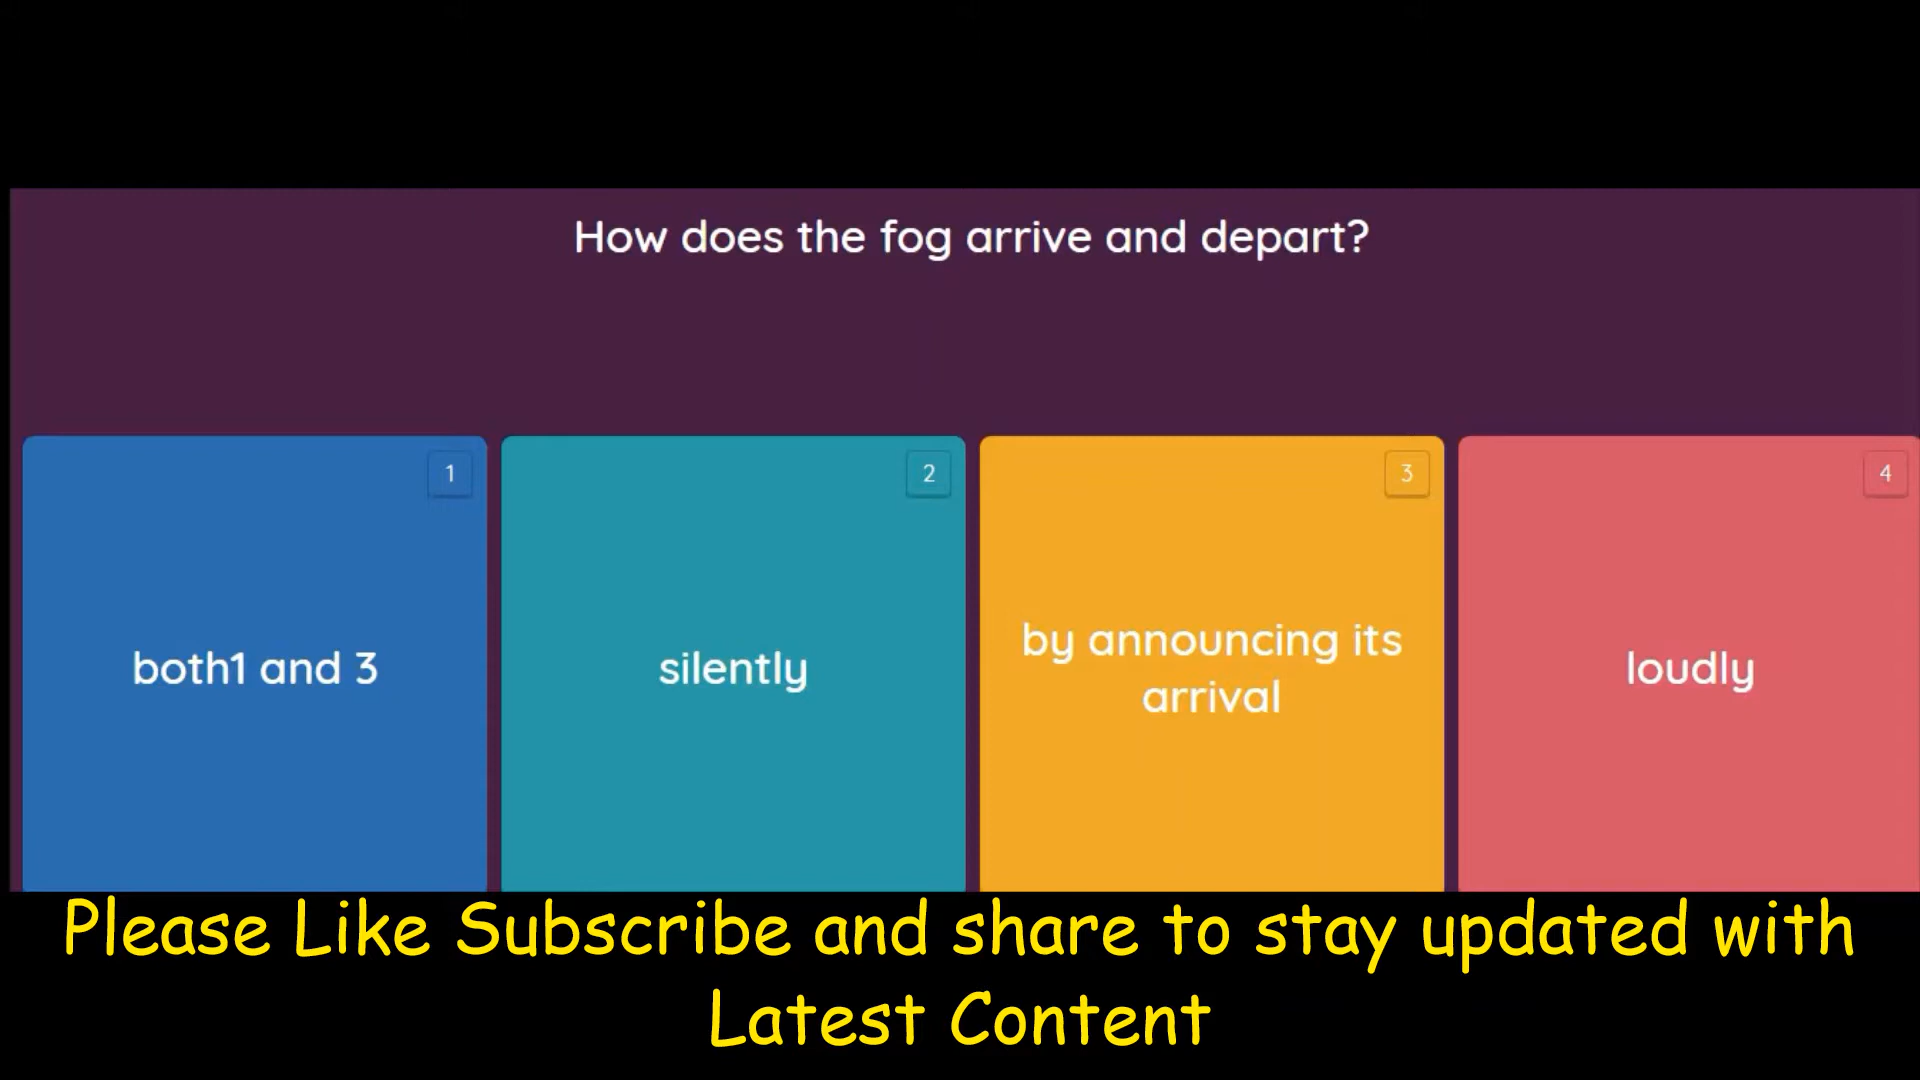 How does the fog arrive and depart?
1
2
3
4
both1 and 3
silently
by announcing its
arrival
loudly
Please Like Subscribe and share to stay updated with
Latest Content